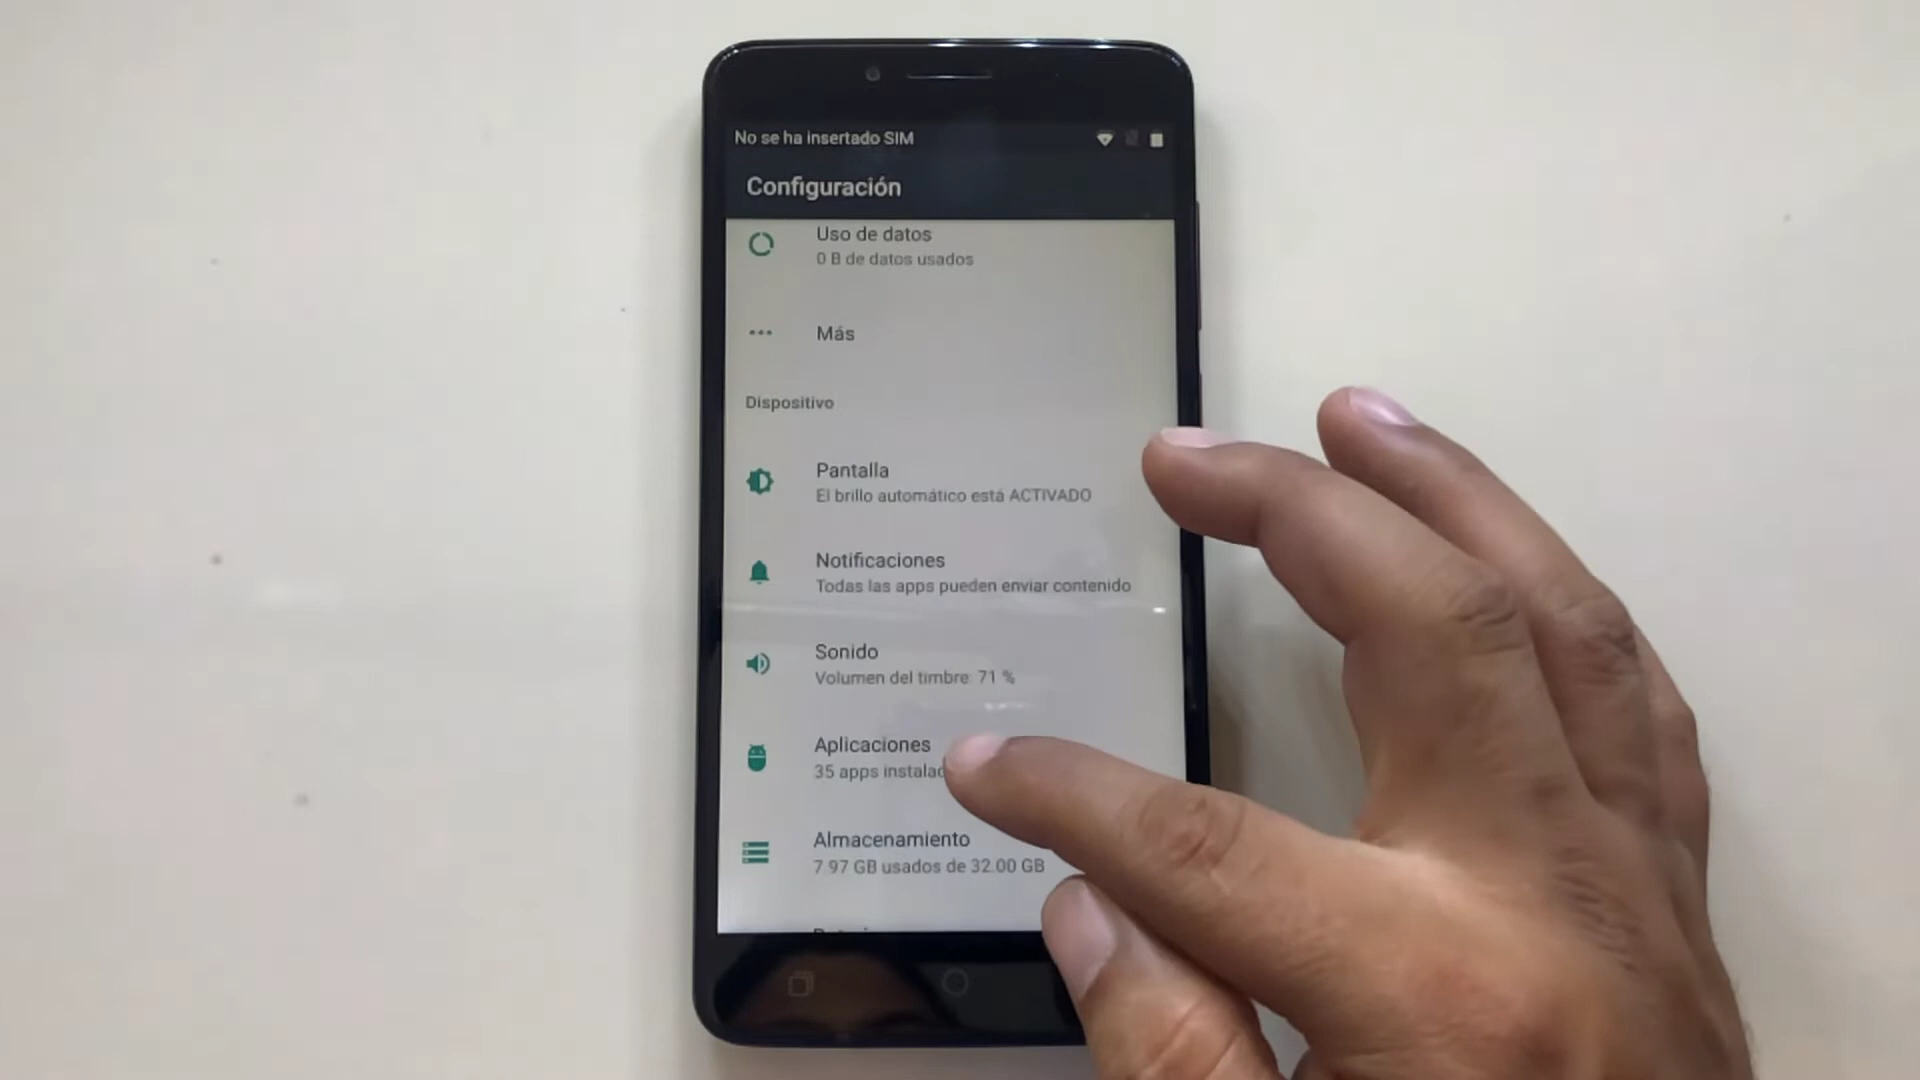 No se ha insertado SIM
Configuración
Uso de datos
0 B de datos usados
Más
Dispositivo
Pantalla
El brillo automático está ACTIVADO
Notificaciones
Todas las apps pueden enviar contenido
Sonido
Volumen del timbre: 71 %
Aplicaciones
35 apps
Almacenamiento
7.97 GB usados de 32.00 GB